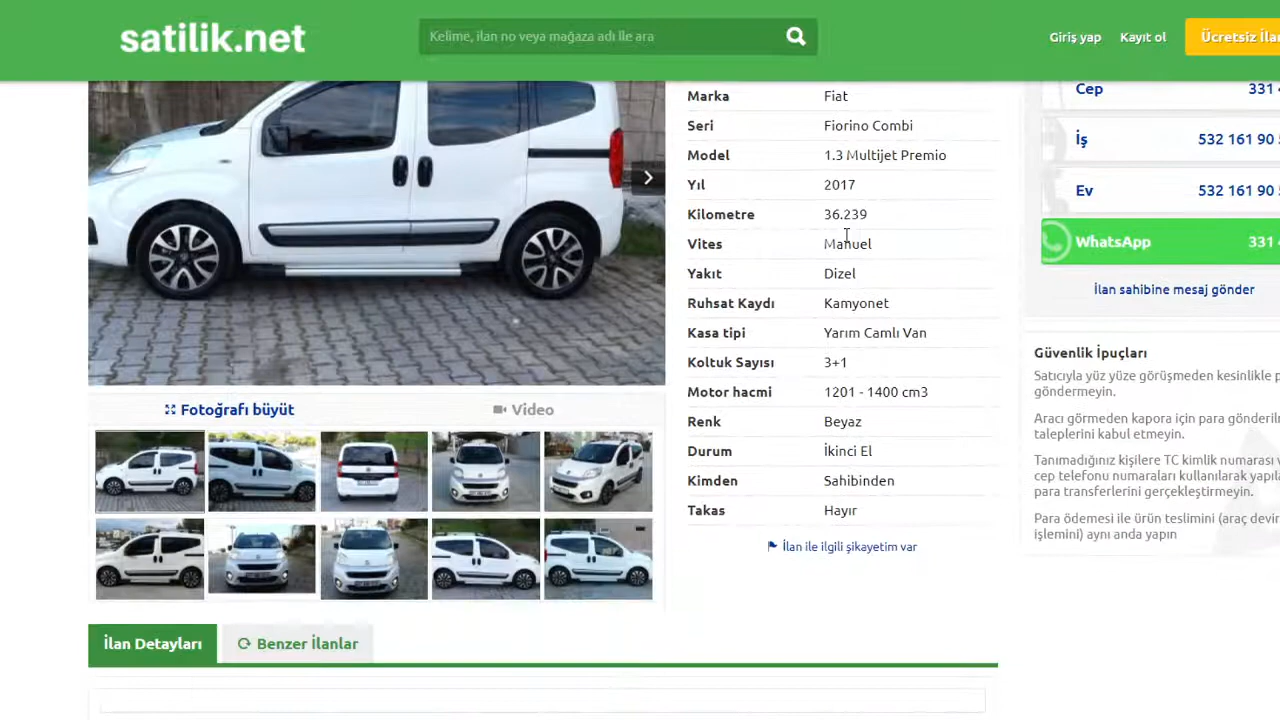 satilik.net
Kelime, ilan no veya mağaza adı ile ara
Giriş yap
Kayıt ol
Ücretsiz İla
Marka Fiat
Seri Fiorino Combi
Model 1.3 Multijet Premio
Yıl 2017
Kilometre 36.239
Vites Manuel
Yakıt Dizel
Ruhsat Kaydı Kamyonet
Kasa tipi Yarım Camlı Van
Koltuk Sayısı 3+1
Motor hacmi 1201 - 1400 cm3
Renk Beyaz
Durum İkinci El
Kimden Sahibinden
Takas Hayır
İlan ile ilgili şikayetim var
Cep 331
İş 532 161 90
Ev 532 161 90
WhatsApp 331
İlan sahibine mesaj gönder
Güvenlik İpuçları
Satıcıyla yüz yüze görüşmeden kesinlikle
göndermeyin.
Aracı görmeden kapora için para gönderil
taleplerini kabul etmeyin.
Tanımadığınız kişilere TC kimlik numarası
cep telefonu numaraları kullanılarak yapıla
para transferlerini gerçekleştirmeyin.
Para ödemesi ile ürün teslimini (araç devir
işlemini) aynı anda yapın
Fotoğrafı büyüt
Video
İlan Detayları
Benzer İlanlar